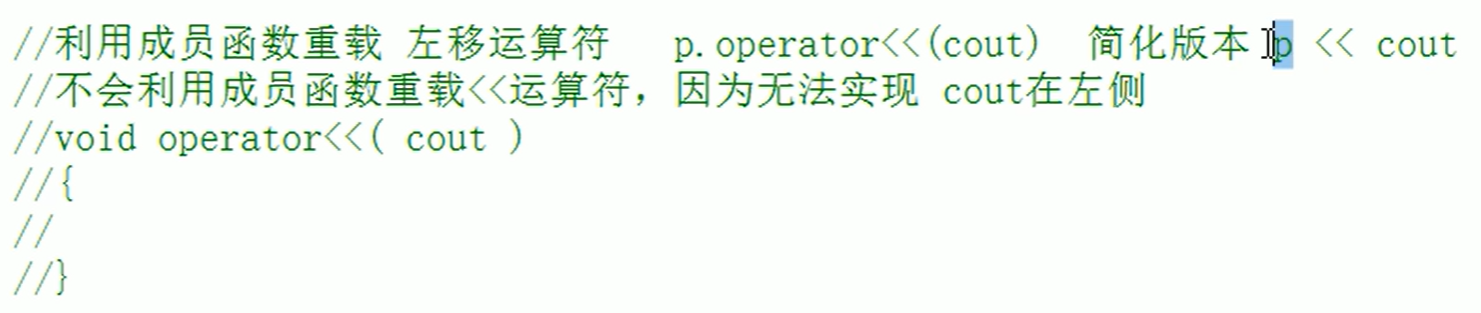 //利用成员函数重载 左移运算符 p.operator<<(cout) 简化版本 p << cout
//不会利用成员函数重载<<运算符，因为无法实现 cout在左侧
//void operator<<( cout )
//{
//
//}